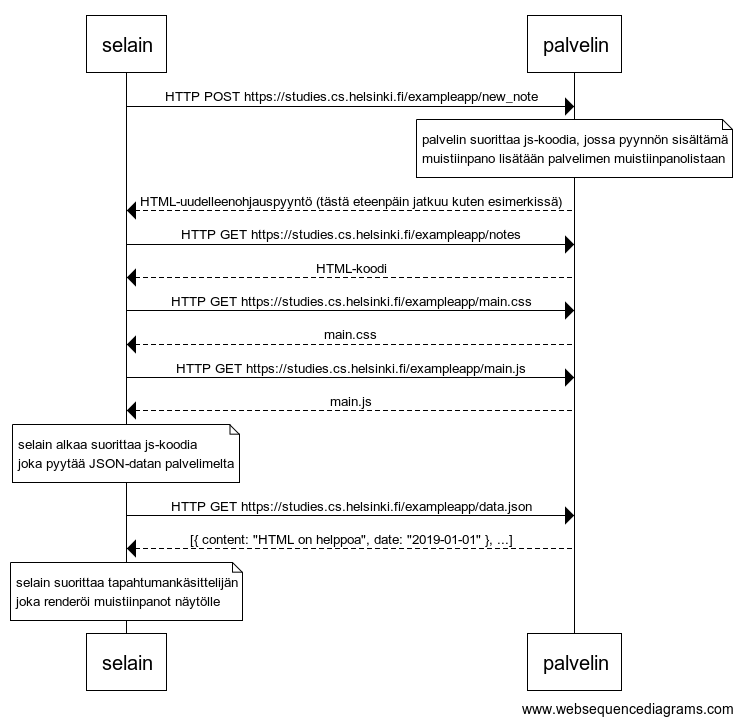 selain
palvelin
HTTP POST https://studies.cs.helsinki.fi/exampleapp/new_note
palvelin suorittaa js-koodia, jossa pyynnön sisältämä
muistiinpano lisätään palvelimen muistiinpanolistaan
HTML-uudelleenohjauspyyntö (tästä eteenpäin jatkuu kuten esimerkissä)
HTTP GET https://studies.cs.helsinki.fi/exampleapp/notes
HTML-koodi
HTTP GET https://studies.cs.helsinki.fi/exampleapp/main.css
main.css
HTTP GET https://studies.cs.helsinki.fi/exampleapp/main.js
main.js
selain alkaa suorittaa js-koodia
joka pyytää JSON-datan palvelimelta
HTTP GET https://studies.cs.helsinki.fi/exampleapp/data.json
[{ content: "HTML on helppoa", date: "2019-01-01" }, ...]
selain suorittaa tapahtumankäsittelijän
joka renderöi muistiinpanot näytölle
selain
palvelin
www.websequencediagrams.com